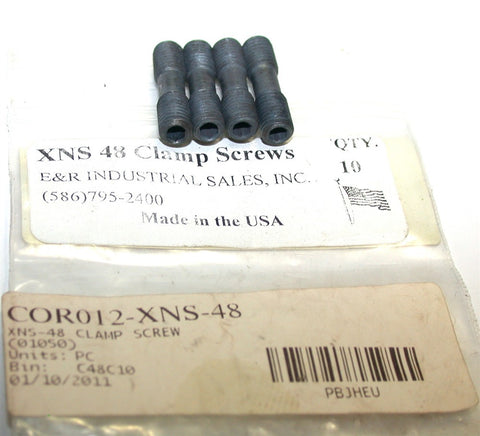 XNS 48 Clamp Screws
QTY.
E&R INDUSTRIAL SALES, INC.
10
(586)795-2400
Made in the USA
COR012-XNS-48
XNS-48 CLAMP SCREW
(01050)
Units: PC
Bin: C48C10
01/10/2011
PBJHEU